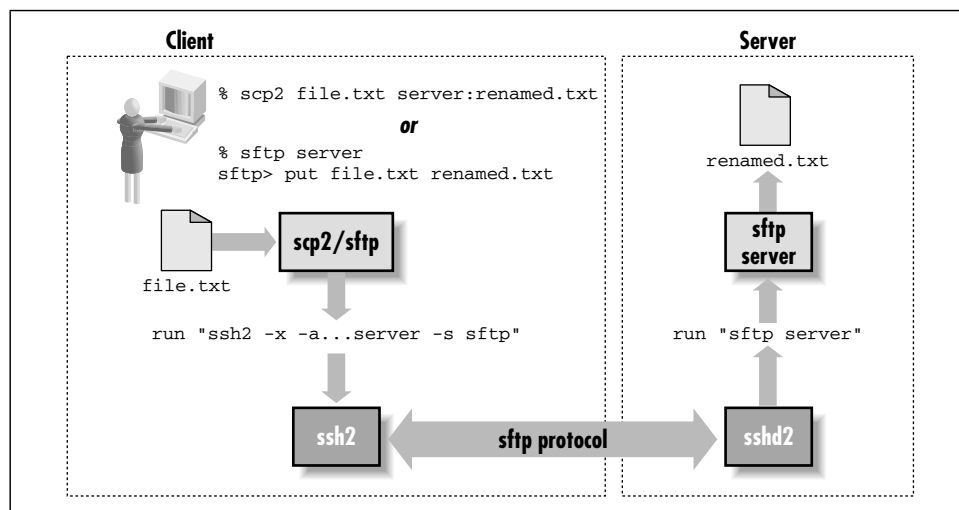 Client
Server
% scp2 file.txt server:renamed.txt
or
% sftp server
sftp> put file.txt renamed.txt
renamed.txt
scp2/sftp
sftp
server
file.txt
run "ssh2 -x -a...server -s sftp"
run "sftp server"
ssh2
sftp protocol
sshd2